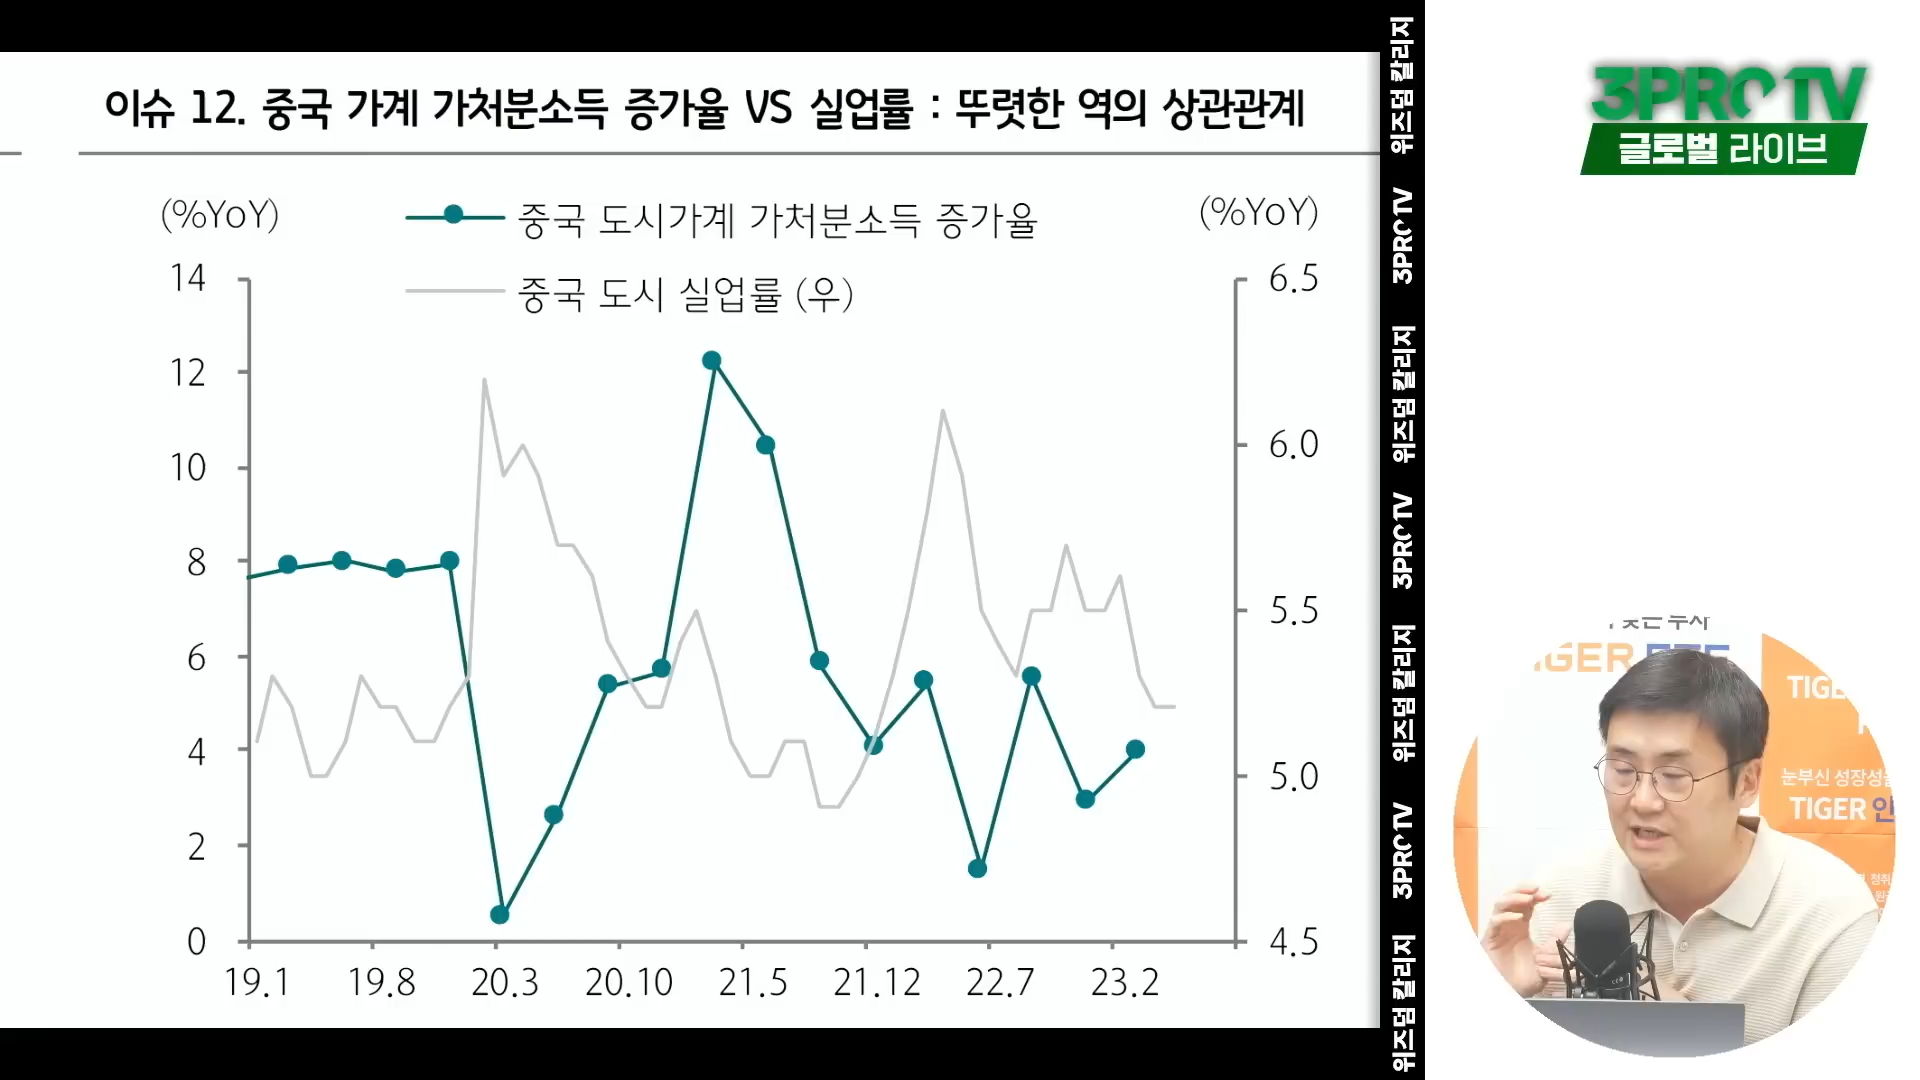 이슈 12. 중국 가계 가처분소득 증가율 VS 실업률 : 뚜렷한 역의 상관관계
(%YoY)
중국 도시가계 가처분소득 증가율
중국 도시 실업률 (우)
(%YoY)
14
12
10
8
6
4
2
0
6.5
6.0
5.5
5.0
4.5
19.1 19.8 20.3 20.10 21.5 21.12 22.7 23.2
위즈덤 칼리지
3PROTV
위즈덤 칼리지
3PROTV
위즈덤 칼리지
3PROTV
위즈덤 칼리지
3PROTV
글로벌 라이브
TIGER
눈부신 성장성을
TIGER 인